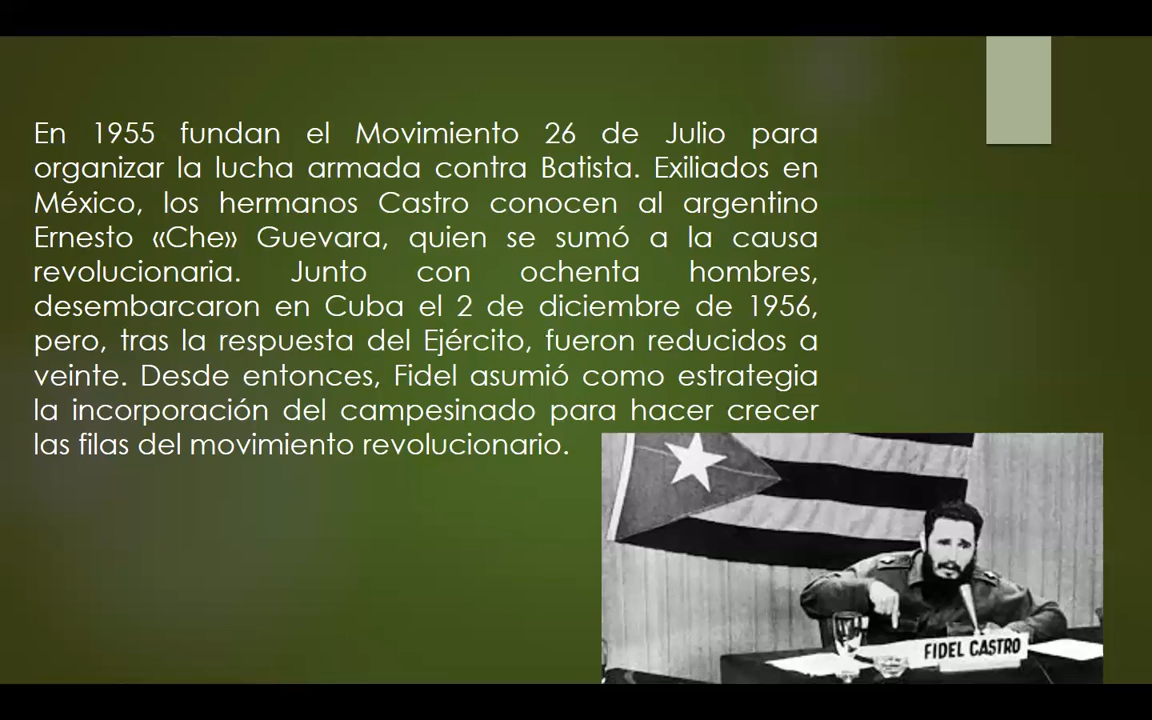 En 1955 fundan el Movimiento 26 de Julio para
organizar la lucha armada contra Batista. Exiliados en
México, los hermanos Castro conocen al argentino
Ernesto «Che» Guevara, quien se sumó a la causa
revolucionaria. Junto con ochenta hombres,
desembarcaron en Cuba el 2 de diciembre de 1956,
pero, tras la respuesta del Ejército, fueron reducidos a
veinte. Desde entonces, Fidel asumió como estrategia
la incorporación del campesinado para hacer crecer
las filas del movimiento revolucionario.
FIDEL CASTRO